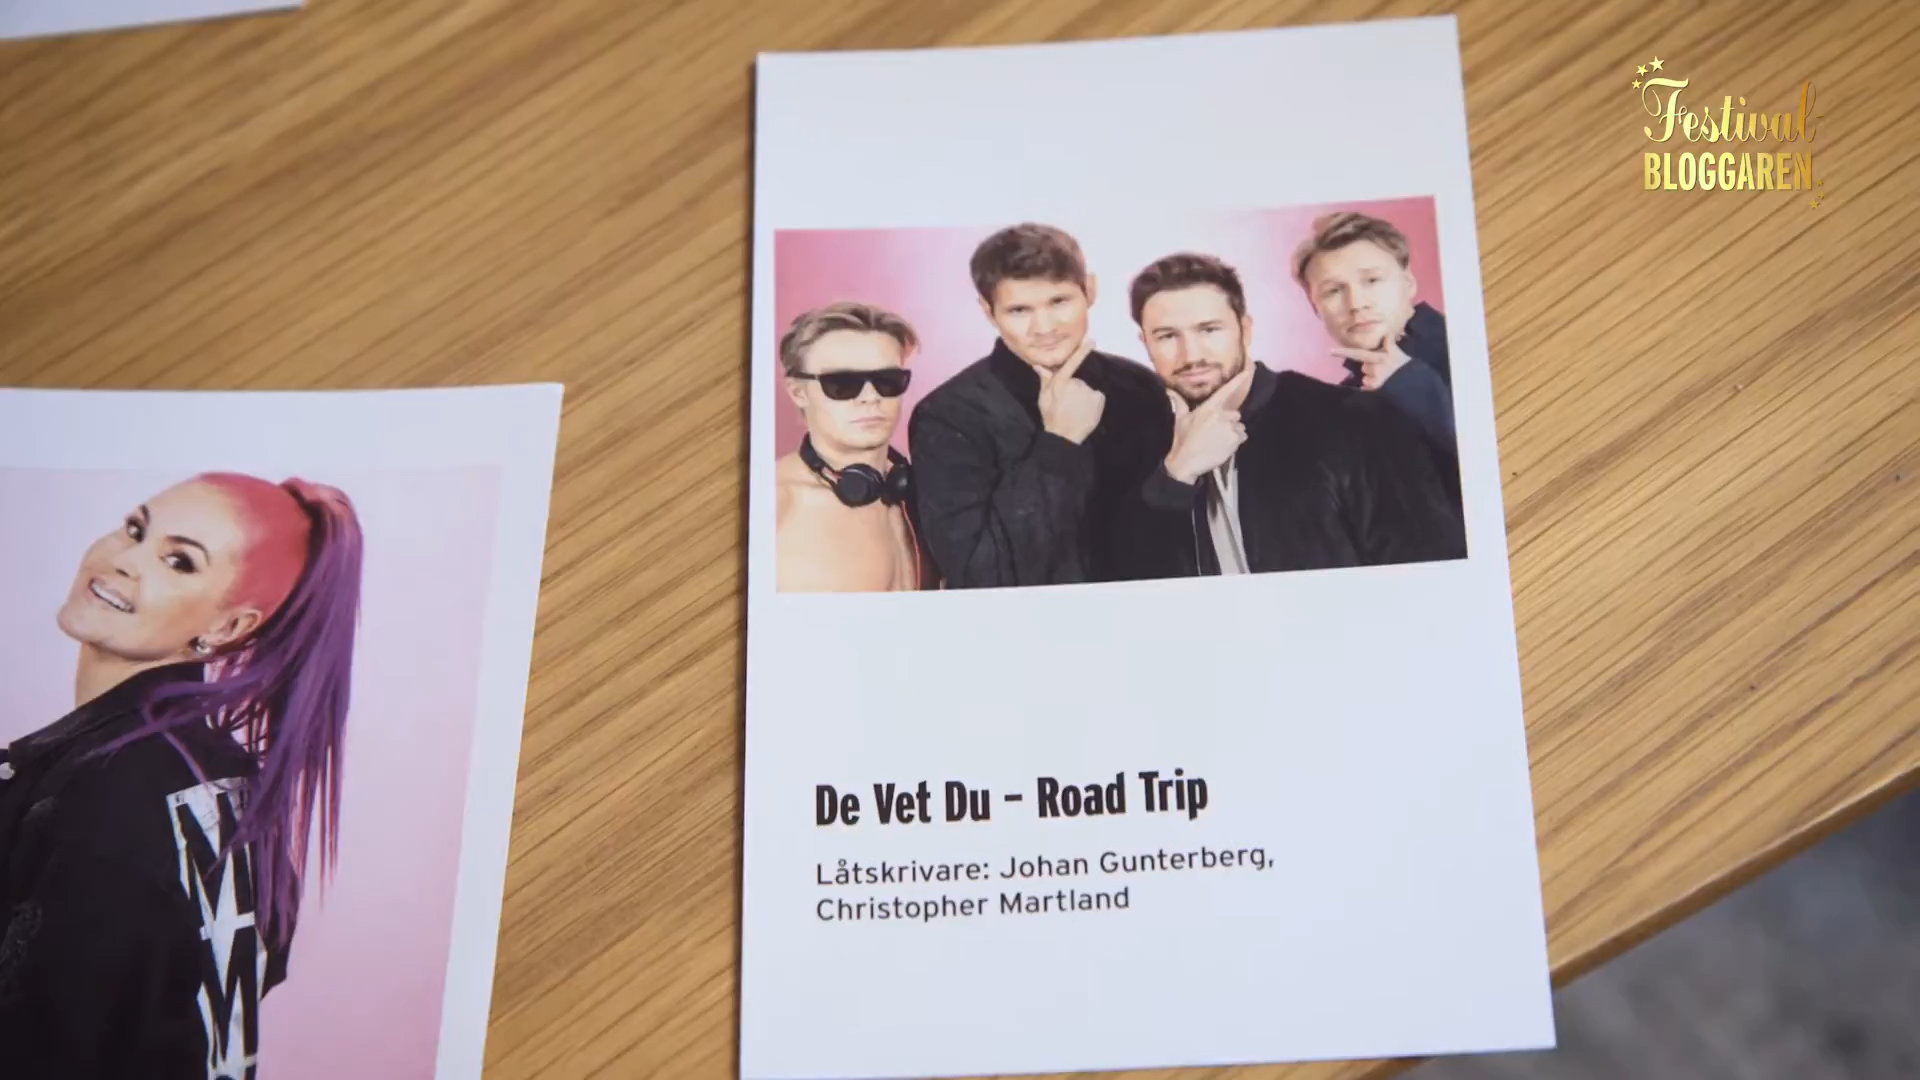 Festival
BLOGGAREN
De Vet Du – Road Trip
Låtskrivare: Johan Gunterberg,
Christopher Martland